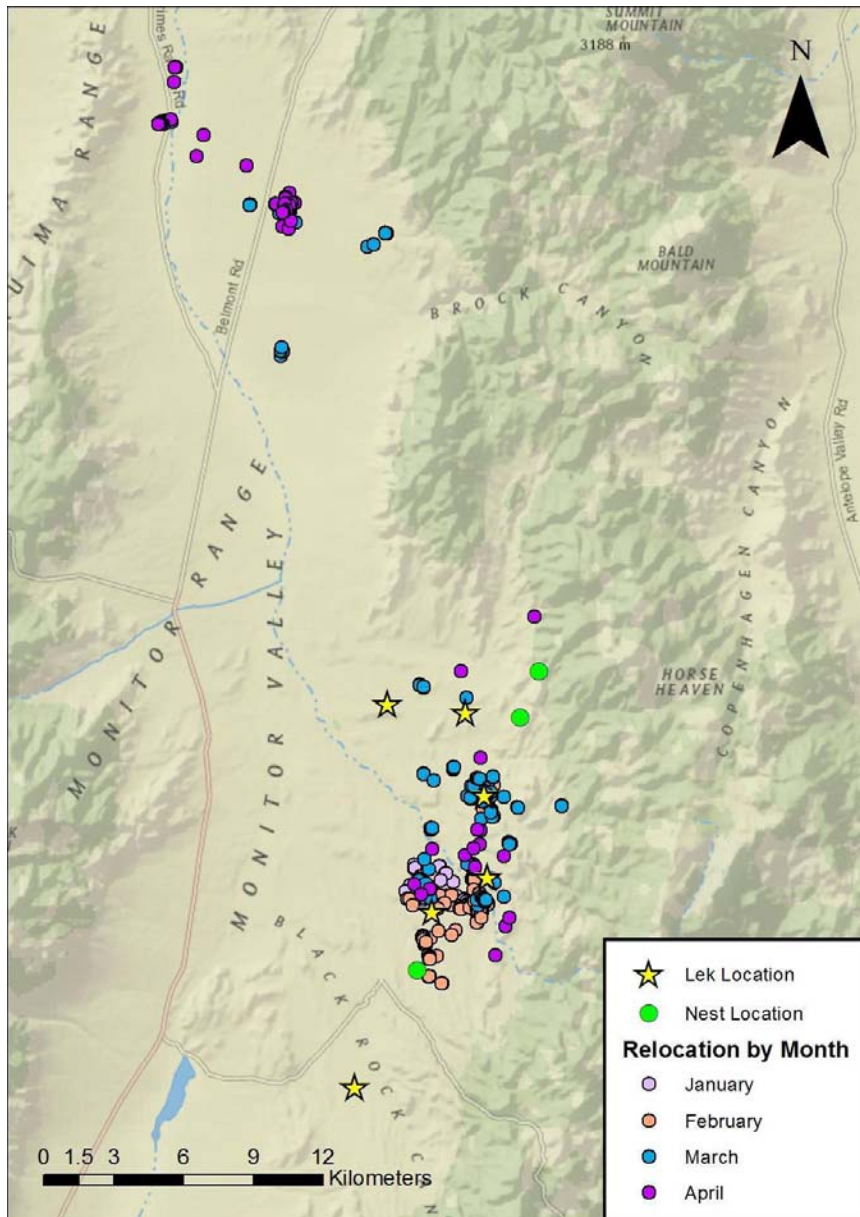 SUMMIT
MOUNTAIN
3188 m
N
Rd
UIMA RANGE
BALD
MOUNTAIN
BROCK CANYON
Belmont Rd
Antelope Valley Rd
COPENHAGEN CANYON
MONITOR RANGE
MONITOR VALLEY
HORSE
HEAVEN
K
BLACK ROCK CAN
Lek Location
Nest Location
Relocation by Month
January
February
March
April
0 1.5 3 6 9 12
Kilometers